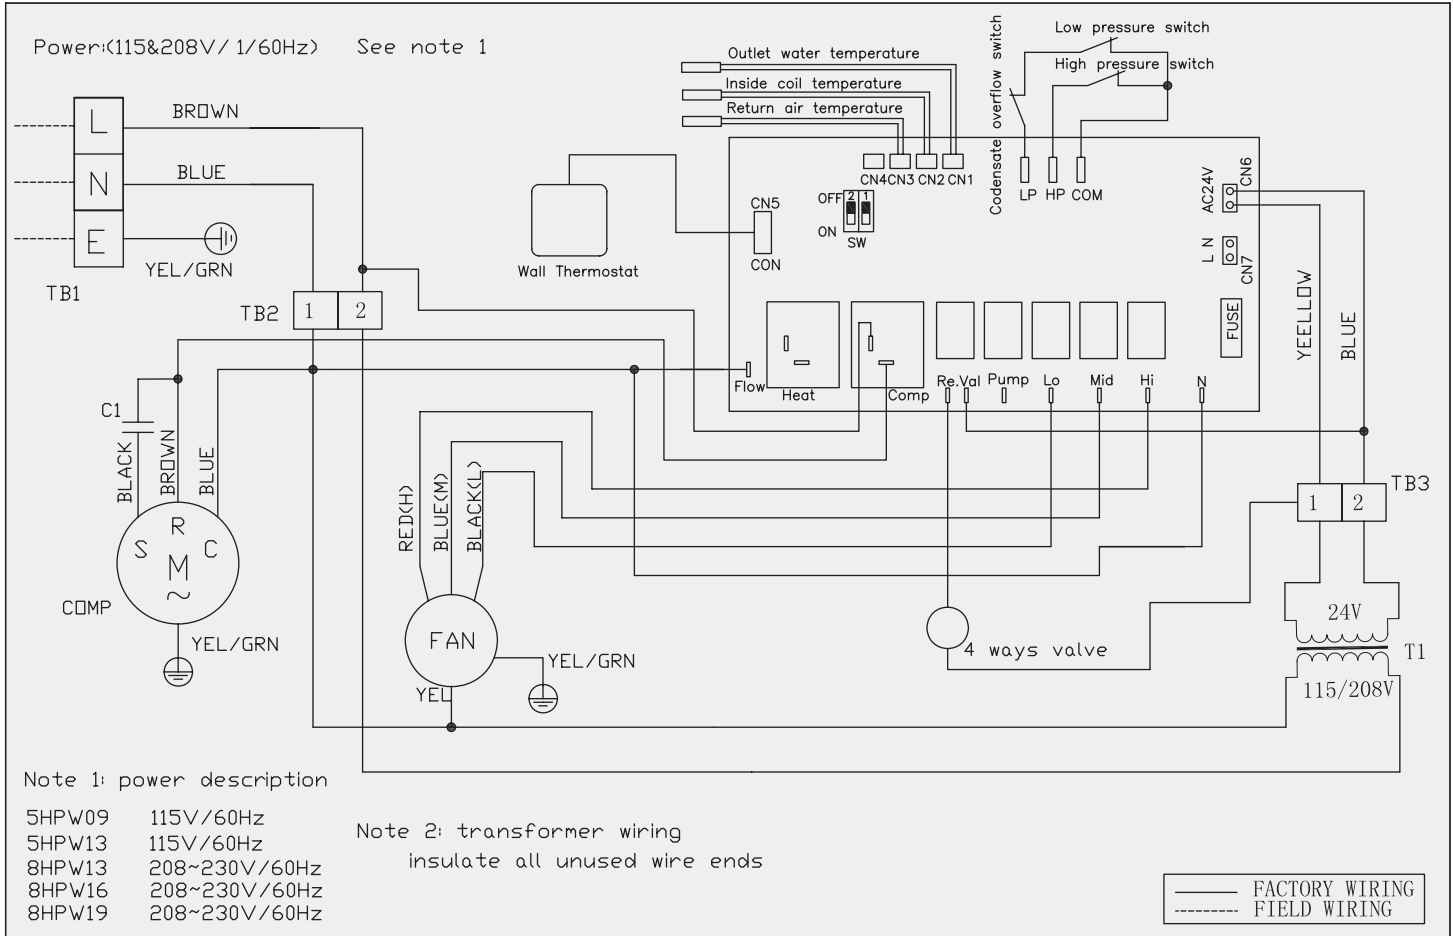 Power:(115&208V/ 1/60Hz) See note 1
L
BROWN
N
BLUE
E
YEL/GRN
TB1
TB2
1
2
Outlet water temperature
Inside coil temperature
Return air temperature
Codensate overflow switch
Low pressure switch
High pressure switch
CN4 CN3 CN2 CN1
LP HP COM
AC24V
CN6
L N
CN7
FUSE
OFF
2 1
ON
SW
CN5
CON
Wall Thermostat
Flow
Heat
Comp
Re.Val
Pump
Lo
Mid
Hi
N
YEELLOW
BLUE
C1
BLACK
BROWN
BLUE
S
R
C
M
~
COMP
YEL/GRN
RED(H)
BLUE(M)
BLACK(L)
FAN
YEL/GRN
YEL
4 ways valve
TB3
1
2
24V
T1
115/208V
Note 1: power description
5HPW09 115V/60Hz
5HPW13 115V/60Hz
8HPW13 208~230V/60Hz
8HPW16 208~230V/60Hz
8HPW19 208~230V/60Hz
Note 2: transformer wiring
insulate all unused wire ends
FACTORY WIRING
FIELD WIRING